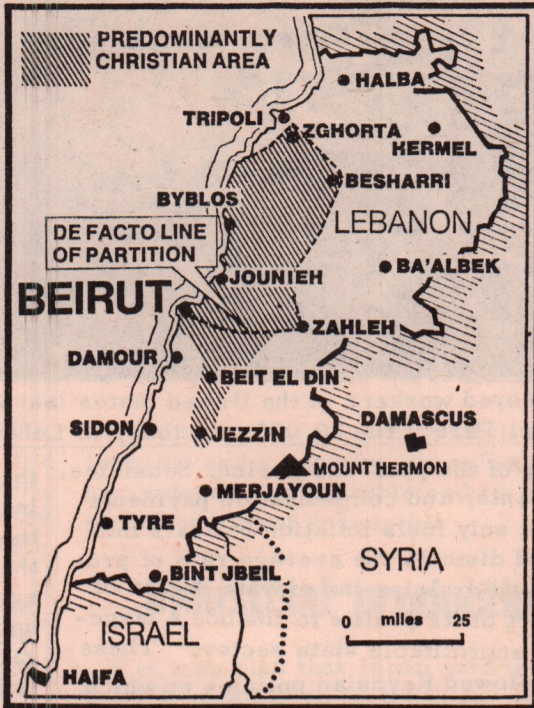 PREDOMINANTLY
CHRISTIAN AREA
HALBA
TRIPOLI
ZGHORTA
HERMEL
BESHARRI
BYBLOS
LEBANON
DE FACTO LINE
OF PARTITION
JOUNIEH
BA'ALBEK
BEIRUT
ZAHLEH
DAMOUR
BEIT EL DIN
SIDON
JEZZIN
DAMASCUS
MOUNT HERMON
MERJAYOUN
TYRE
SYRIA
BINT JBEIL
ISRAEL
0 miles 25
HAIFA